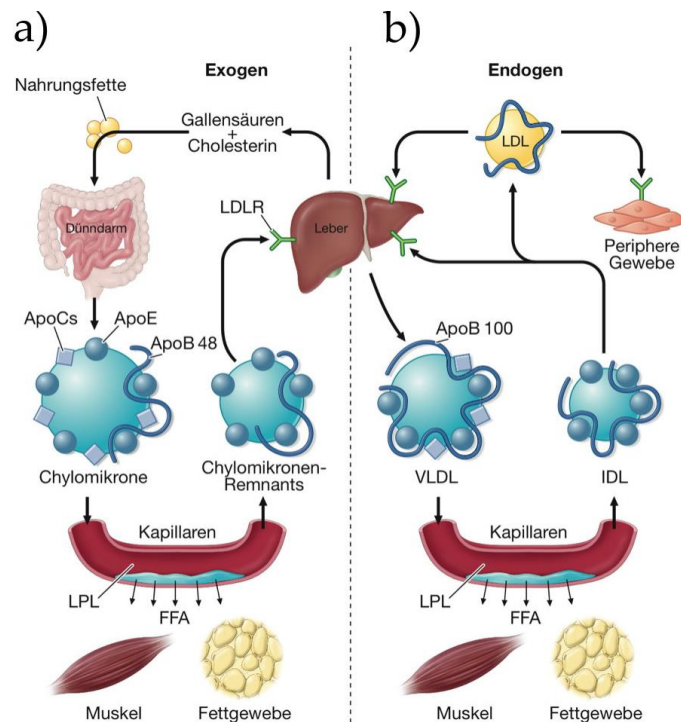 a)
Exogen
Nahrungsfette
Gallensäuren
+
Cholesterin
LDLR
Dünndarm
Leber
ApoCs
ApoE
ApoB 48
Chylomikrone
Chylomikronen-
Remnants
Kapillaren
LPL
FFA
Muskel
Fettgewebe
b)
Endogen
LDL
Periphere
Gewebe
ApoB 100
VLDL
IDL
Kapillaren
LPL
FFA
Muskel
Fettgewebe